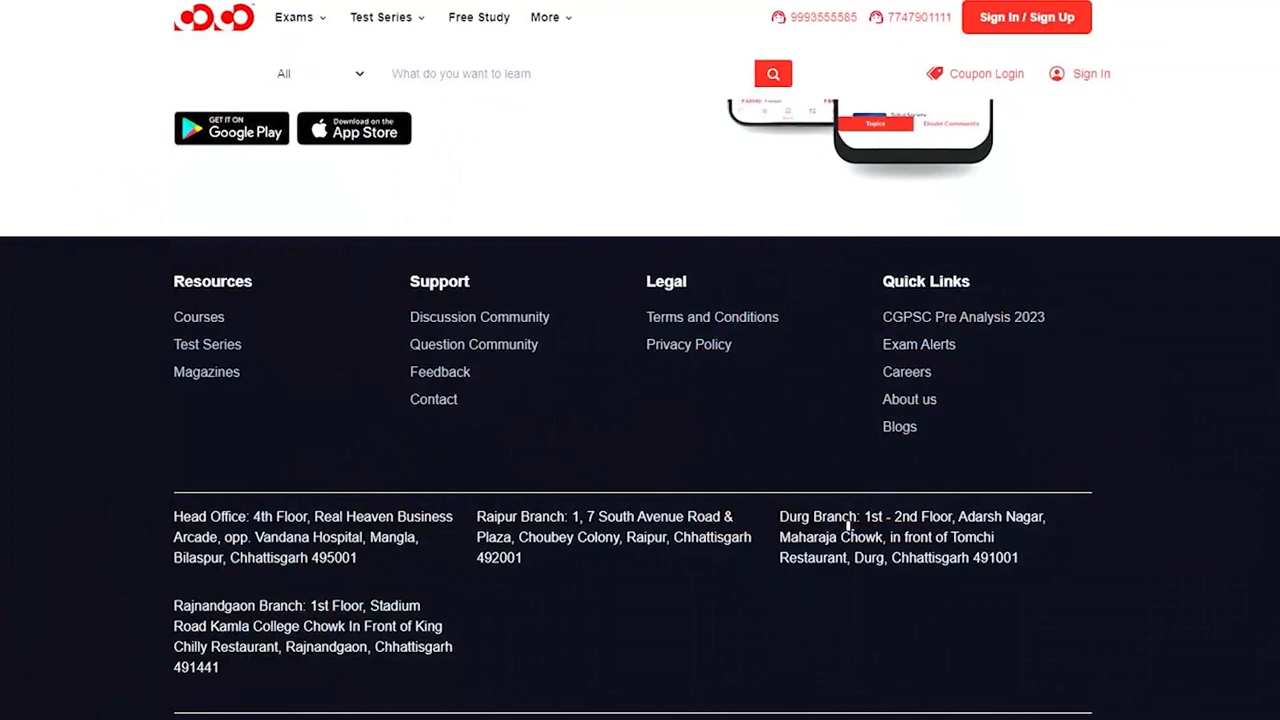 Exams
Test Series
Free Study
More
9993555585
7747901111
Sign In / Sign Up
All
What do you want to learn
Coupon Login
Sign In
GET IT ON
Google Play
Download on the
App Store
Topics
Doubt Community
Resources
Courses
Test Series
Magazines
Support
Discussion Community
Question Community
Feedback
Contact
Legal
Terms and Conditions
Privacy Policy
Quick Links
CGPSC Pre Analysis 2023
Exam Alerts
Careers
About us
Blogs
Head Office: 4th Floor, Real Heaven Business
Arcade, opp. Vandana Hospital, Mangla,
Bilaspur, Chhattisgarh 495001
Raipur Branch: 1, 7 South Avenue Road &
Plaza, Choubey Colony, Raipur, Chhattisgarh
492001
Durg Branch: 1st - 2nd Floor, Adarsh Nagar,
Maharaja Chowk, in front of Tomchi
Restaurant, Durg, Chhattisgarh 491001
Rajnandgaon Branch: 1st Floor, Stadium
Road Kamla College Chowk In Front of King
Chilly Restaurant, Rajnandgaon, Chhattisgarh
491441